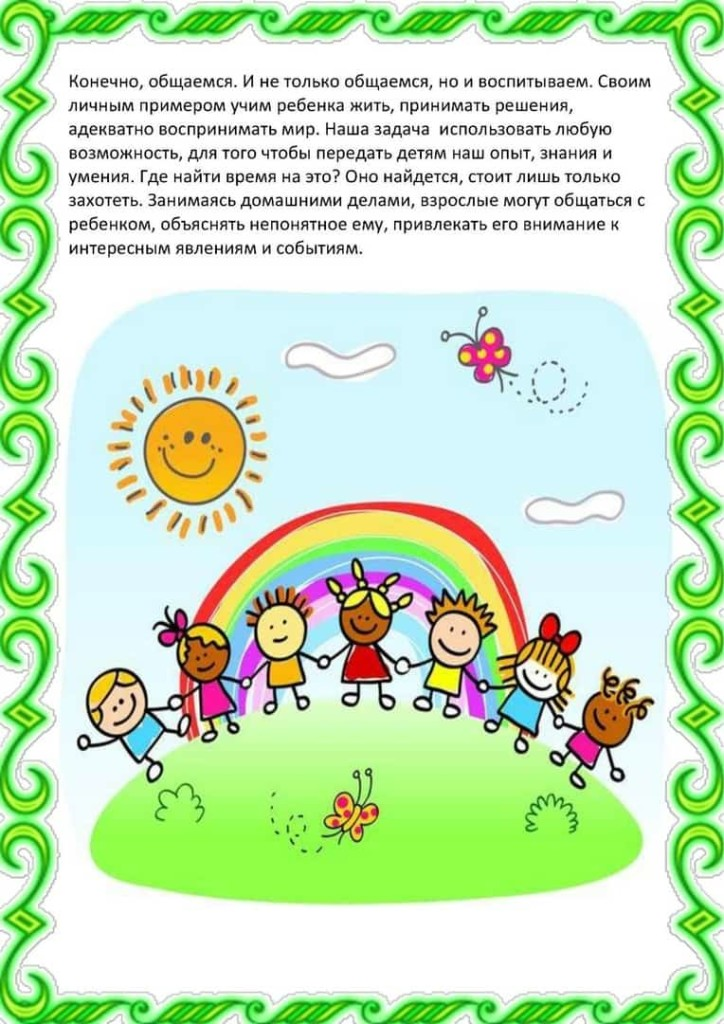 Конечно, общаемся. И не только общаемся, но и воспитываем. Своим
личным примером учим ребенка жить, принимать решения,
адекватно воспринимать мир. Наша задача  использовать любую
возможность, для того чтобы передать детям наш опыт, знания и
умения. Где найти время на это? Оно найдется, стоит лишь только
захотеть. Занимаясь домашними делами, взрослые могут общаться с
ребенком, объяснять непонятное ему, привлекать его внимание к
интересным явлениям и событиям.